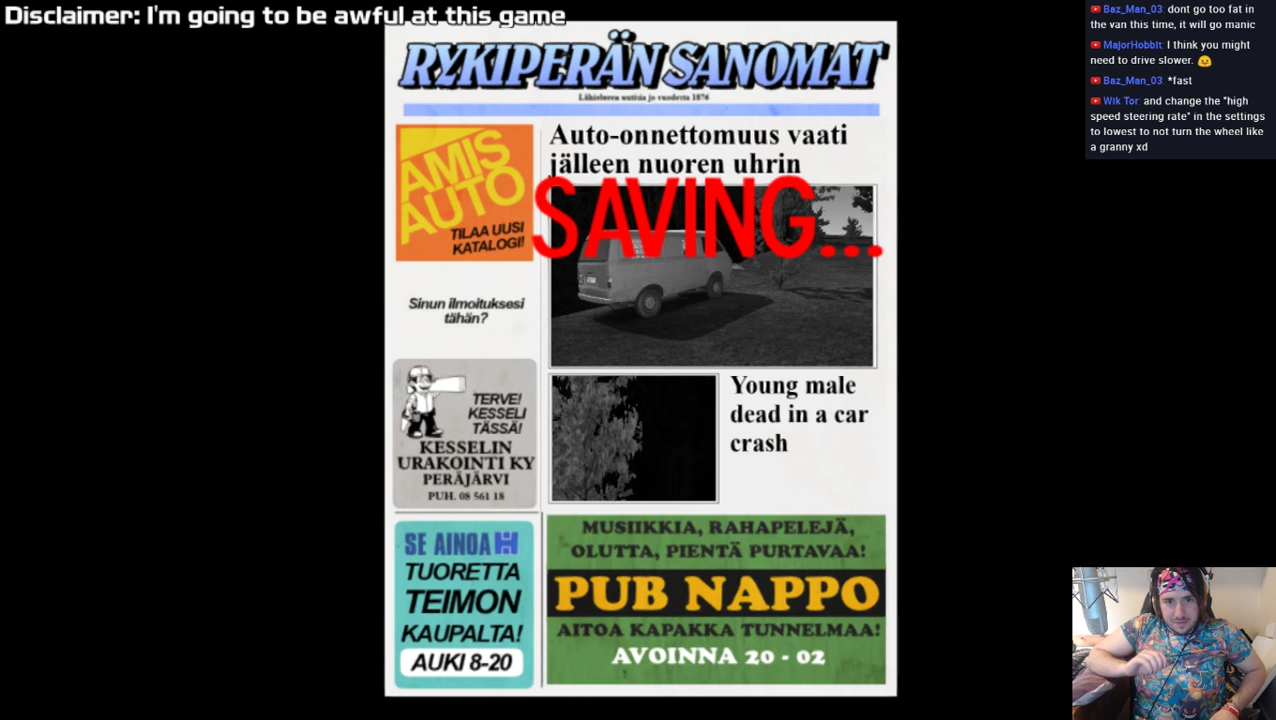 Disclaimer: I'm going to be awful at this game
RYKIPERÄN SANOMAT
Lähialueen uutisia jo vuodesta 1876
AMIS
AUTO
TILAA UUSI
KATALOGI!
Sinun ilmoituksesi
tähän?
TERVE!
KESSELI
TÄSSÄ!
KESSELIN
URAKOINTI KY
PERÄJÄRVI
PUH. 08 561 18
SE AINOA H
TUORETTA
TEIMON
KAUPALTA!
AUKI 8-20
Auto-onnettomuus vaati
jälleen nuoren uhrin
SAVING...
Young male
dead in a car
crash
MUSIIKKIA, RAHAPELEJÄ,
OLUTTA, PIENTÄ PURTAVAA!
PUB NAPPO
AITOA KAPAKKA TUNNELMAA!
AVOINNA 20 - 02
Baz_Man_03: dont go too fat in
the van this time, it will go manic
MajorHobbIt: I think you might
need to drive slower.
Baz_Man_03: *fast
Wik Tor: and change the "high
speed steering rate" in the settings
to lowest to not turn the wheel like
a granny xd